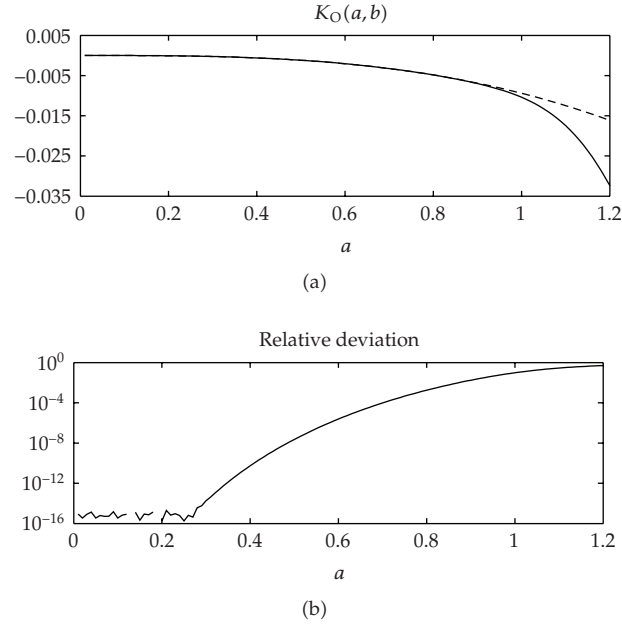 K_O(a, b)
0.005
−0.005
−0.015
−0.025
−0.035
0 0.2 0.4 0.6 0.8 1 1.2
a
(a)
Relative deviation
10^0
10^−4
10^−8
10^−12
10^−16
0 0.2 0.4 0.6 0.8 1 1.2
a
(b)